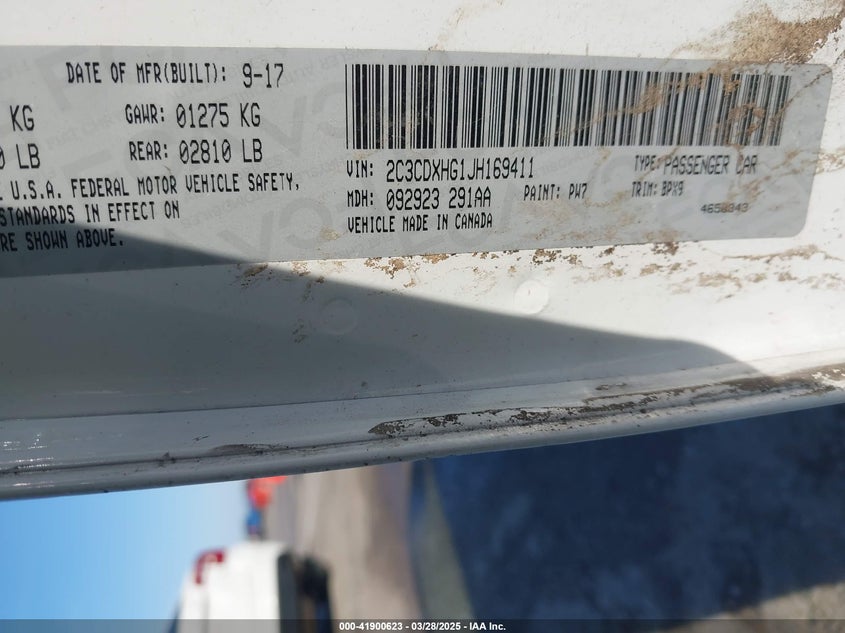 DATE OF MFR(BUILT): 9-17
KG GAWR: 01275 KG
LB REAR: 02810 LB
U.S.A. FEDERAL MOTOR VEHICLE SAFETY,
STANDARDS IN EFFECT ON
RE SHOWN ABOVE.
VIN: 2C3CDXHG1JH169411 TYPE: PASSENGER CAR
MDH: 092923 291AA PAINT: PW7 TRIM: BPX9
VEHICLE MADE IN CANADA
000-41900623 • 03/28/2025 • IAA Inc.